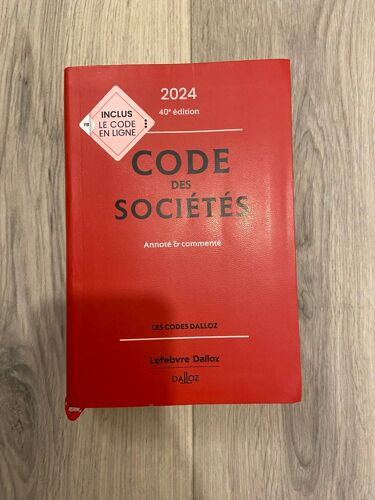 2024
40e édition
INCLUS
LE CODE
EN LIGNE
FR
CODE
DES
SOCIÉTÉS
Annoté & commenté
LES CODES DALLOZ
Lefebvre Dalloz
DALLOZ